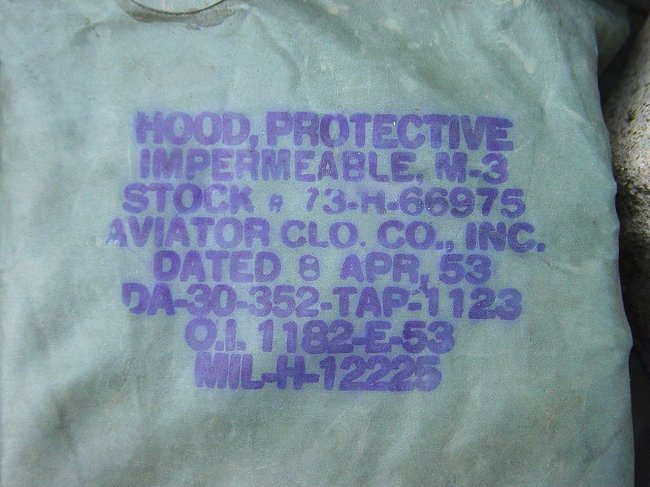 HOOD, PROTECTIVE
IMPERMEABLE, M-3
STOCK # 73-H-66975
AVIATOR CLO. CO., INC.
DATED 8 APR, 53
DA-30-352-TAP-1123
O.I. 1182-E-53
MIL-H-12225